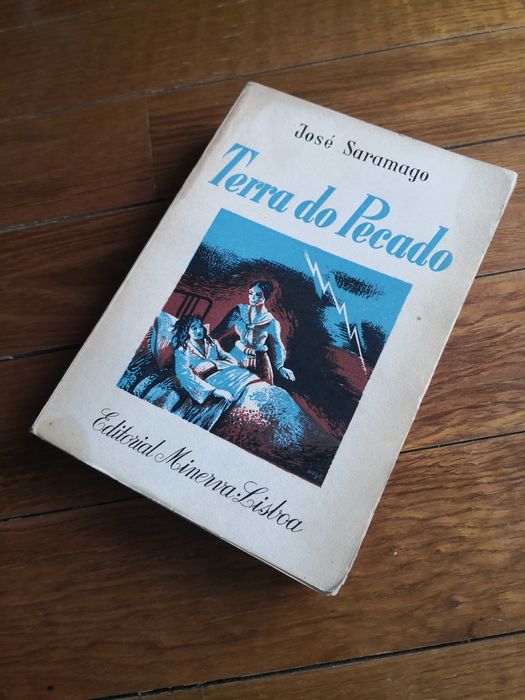 José Saramago
Terra do Pecado
Editorial Minerva·Lisboa